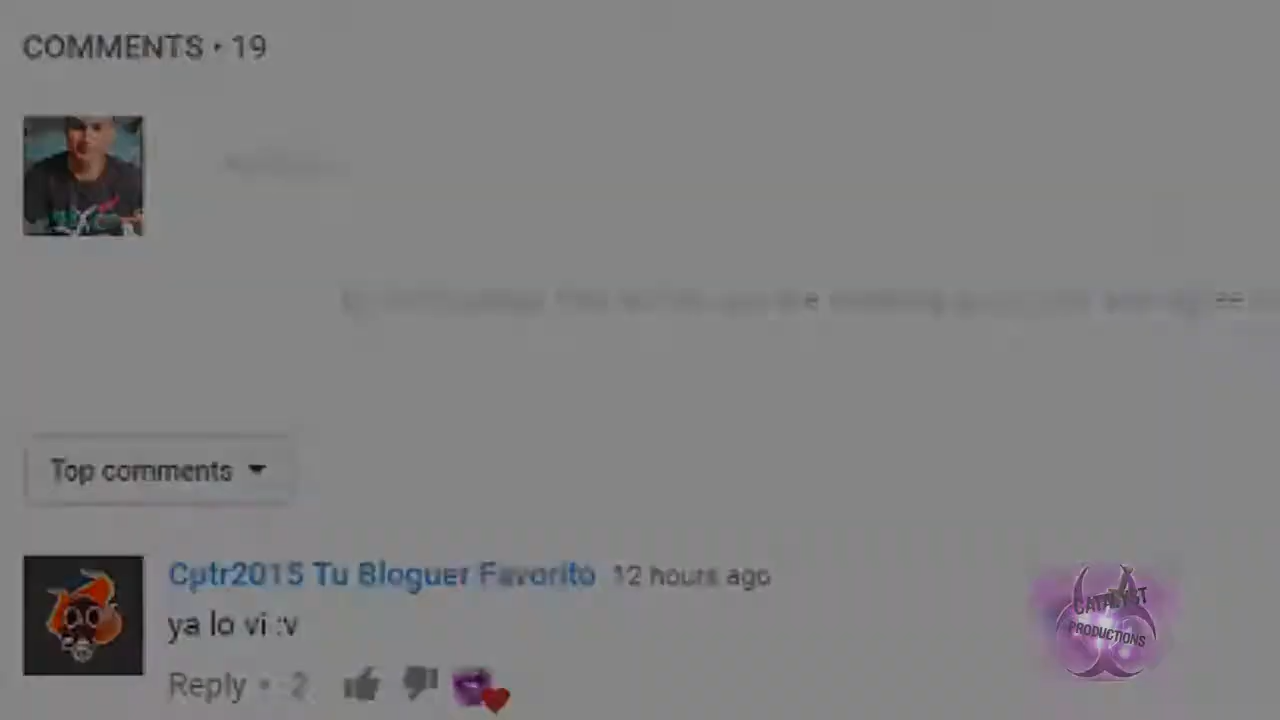 COMMENTS • 19
Top comments
Cptr2015 Tu Bloguer Favorito 12 hours ago
ya lo vi :v
Reply • 2
CATALYST
PRODUCTIONS